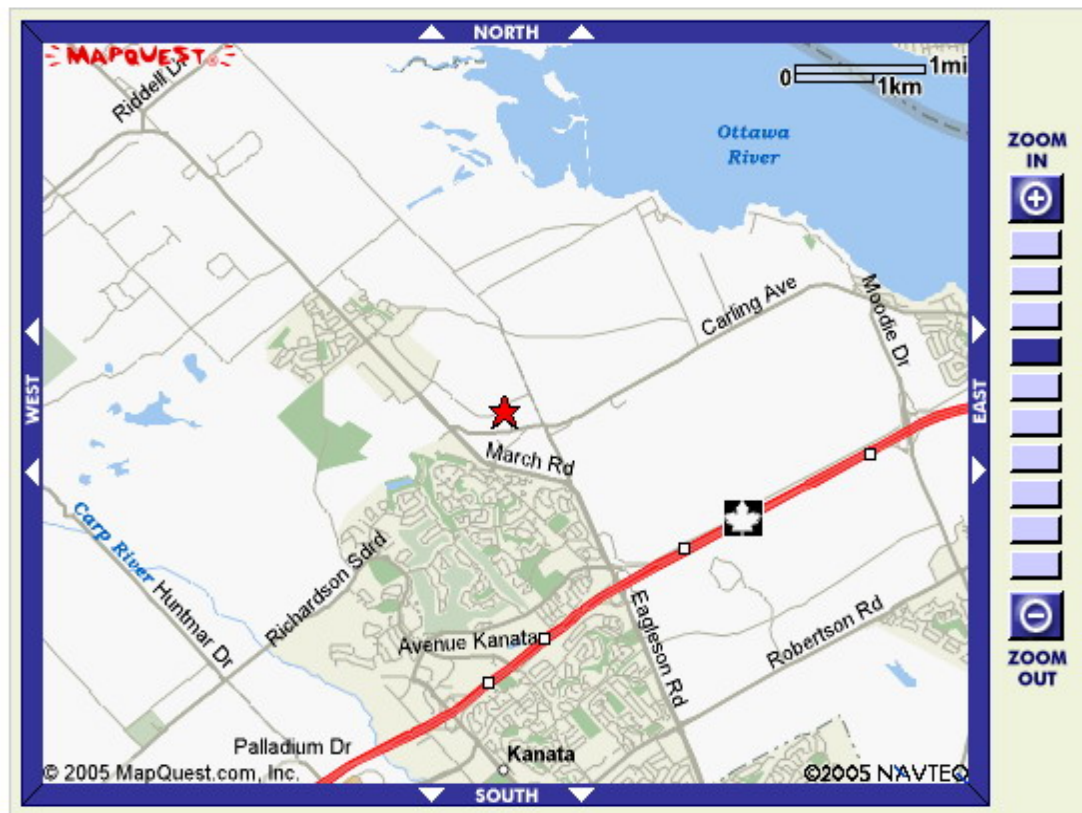 NORTH
MAPQUEST®
Riddell Dr
0
1mi
1km
Ottawa
River
ZOOM
IN
Carling Ave
Moodie Dr
WEST
EAST
March Rd
Carp River
Huntmar Dr
Richardson Sdrd
Avenue Kanata
Eagleson Rd
Robertson Rd
ZOOM
OUT
Palladium Dr
Kanata
© 2005 MapQuest.com, Inc.
©2005 NAVTEQ
SOUTH